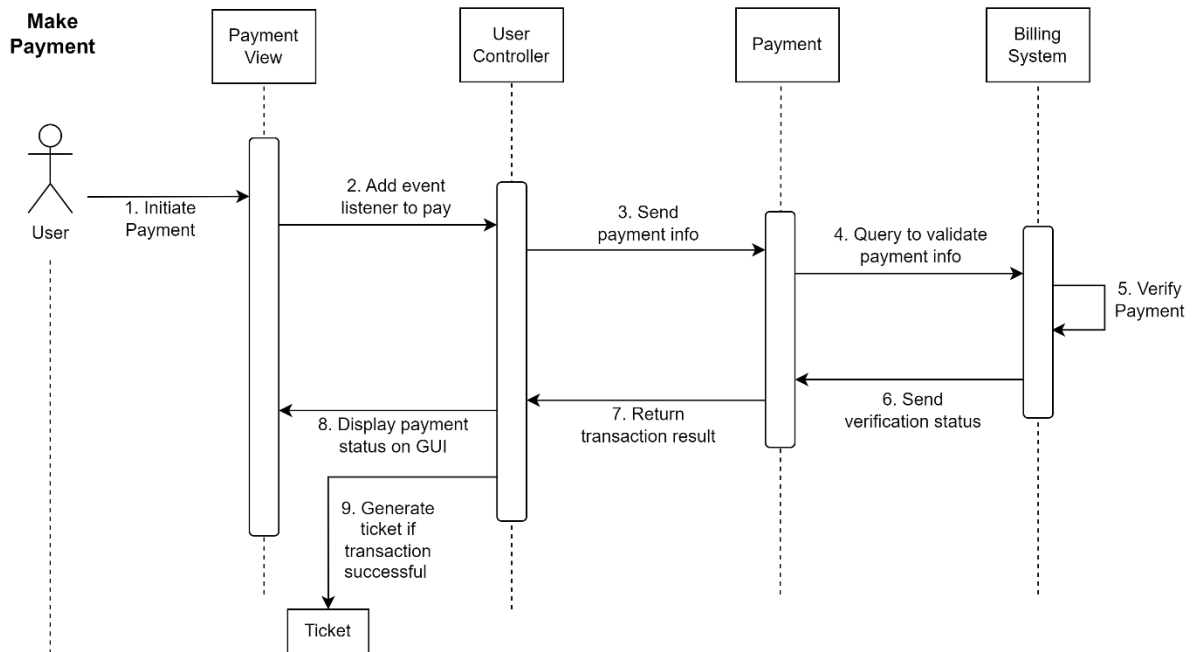 Make
Payment
Payment
View
User
Controller
Payment
Billing
System
User
1. Initiate
Payment
2. Add event
listener to pay
3. Send
payment info
4. Query to validate
payment info
5. Verify
Payment
6. Send
verification status
7. Return
transaction result
8. Display payment
status on GUI
9. Generate
ticket if
transaction
successful
Ticket